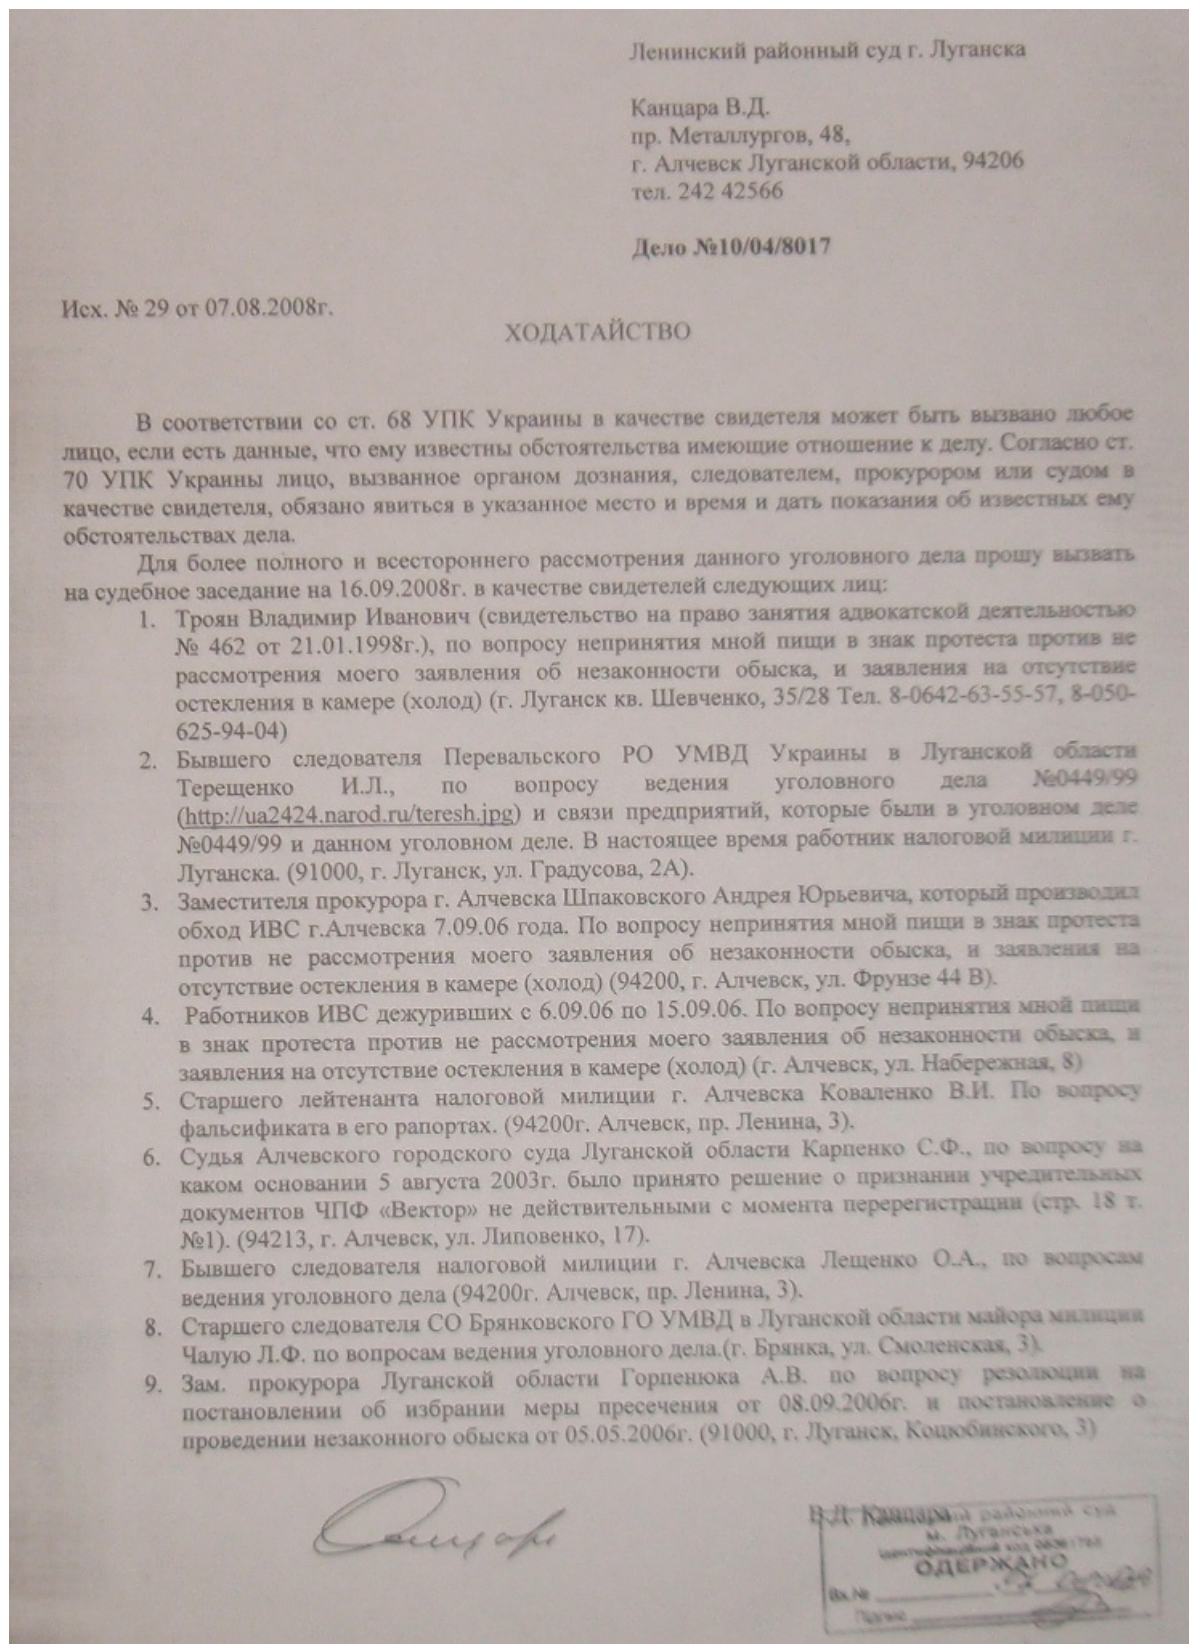 Ленинский районный суд г. Луганска
Канцара В.Д.
пр. Металлургов, 48,
г. Алчевск Луганской области, 94206
тел. 242 42566
Дело №10/04/8017
Исх. № 29 от 07.08.2008г.
ХОДАТАЙСТВО
В соответствии со ст. 68 УПК Украины в качестве свидетеля может быть вызвано любое
лицо, если есть данные, что ему известны обстоятельства имеющие отношение к делу. Согласно ст.
70 УПК Украины лицо, вызванное органом дознания, следователем, прокурором или судом в
качестве свидетеля, обязано явиться в указанное место и время и дать показания об известных ему
обстоятельствах дела.
Для более полного и всестороннего рассмотрения данного уголовного дела прошу вызвать
на судебное заседание на 16.09.2008г. в качестве свидетелей следующих лиц:
1. Троян Владимир Иванович (свидетельство на право занятия адвокатской деятельностью
№ 462 от 21.01.1998г.), по вопросу непринятия мной пищи в знак протеста против не
рассмотрения моего заявления об незаконности обыска, и заявления на отсутствие
остекления в камере (холод) (г. Луганск кв. Шевченко, 35/28 Тел. 8-0642-63-55-57, 8-050-
625-94-04)
2. Бывшего следователя Перевальского РО УМВД Украины в Луганской области
Терещенко И.Л., по вопросу ведения уголовного дела №0449/99
(http://ua2424.narod.ru/teresh.jpg) и связи предприятий, которые были в уголовном деле
№0449/99 и данном уголовном деле. В настоящее время работник налоговой милиции г.
Луганска. (91000, г. Луганск, ул. Градусова, 2А).
3. Заместителя прокурора г. Алчевска Шпаковского Андрея Юрьевича, который производил
обход ИВС г.Алчевска 7.09.06 года. По вопросу непринятия мной пищи в знак протеста
против не рассмотрения моего заявления об незаконности обыска, и заявления на
отсутствие остекления в камере (холод) (94200, г. Алчевск, ул. Фрунзе 44 В).
4. Работников ИВС дежуривших с 6.09.06 по 15.09.06. По вопросу непринятия мной пищи
в знак протеста против не рассмотрения моего заявления об незаконности обыска, и
заявления на отсутствие остекления в камере (холод) (г. Алчевск, ул. Набережная, 8)
5. Старшего лейтенанта налоговой милиции г. Алчевска Коваленко В.И. По вопросу
фальсификата в его рапортах. (94200г. Алчевск, пр. Ленина, 3).
6. Судья Алчевского городского суда Луганской области Карпенко С.Ф., по вопросу на
каком основании 5 августа 2003г. было принято решение о признании учредительных
документов ЧПФ «Вектор» не действительными с момента перерегистрации (стр. 18 т.
№1). (94213, г. Алчевск, ул. Липовенко, 17).
7. Бывшего следователя налоговой милиции г. Алчевска Лещенко О.А., по вопросам
ведения уголовного дела (94200г. Алчевск, пр. Ленина, 3).
8. Старшего следователя СО Брянковского ГО УМВД в Луганской области майора милиции
Чалую Л.Ф. по вопросам ведения уголовного дела.(г. Брянка, ул. Смоленская, 3).
9. Зам. прокурора Луганской области Горпенюка А.В. по вопросу резолюции на
постановлении об избрании меры пресечения от 08.09.2006г. и постановление о
проведении незаконного обыска от 05.05.2006г. (91000, г. Луганск, Коцюбинского, 3)
В.Д. Канцара
районний суд
м. Луганська
ідентифікаційний код
ОДЕРЖАНО
Вх.№
Підпис